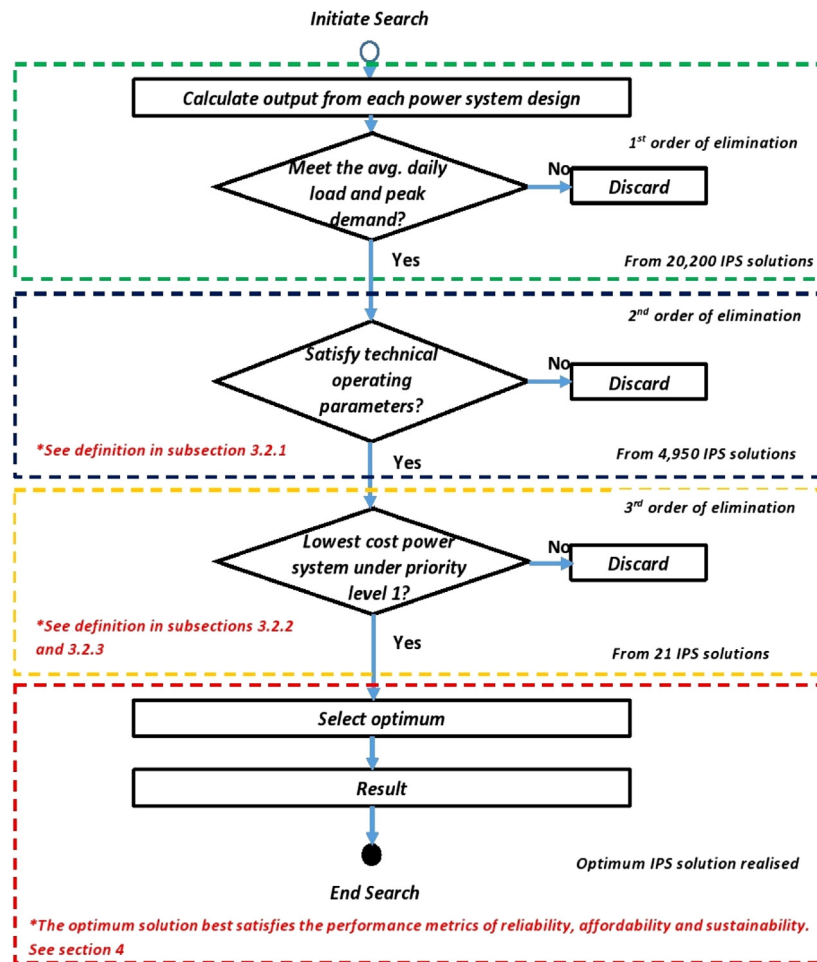 Initiate Search
Calculate output from each power system design
1st order of elimination
Meet the avg. daily
load and peak
demand?
No
Discard
Yes
From 20,200 IPS solutions
2nd order of elimination
Satisfy technical
operating
parameters?
No
Discard
*See definition in subsection 3.2.1
Yes
From 4,950 IPS solutions
3rd order of elimination
Lowest cost power
system under priority
level 1?
No
Discard
*See definition in subsections 3.2.2
and 3.2.3
Yes
From 21 IPS solutions
Select optimum
Result
Optimum IPS solution realised
End Search
*The optimum solution best satisfies the performance metrics of reliability, affordability and sustainability.
See section 4